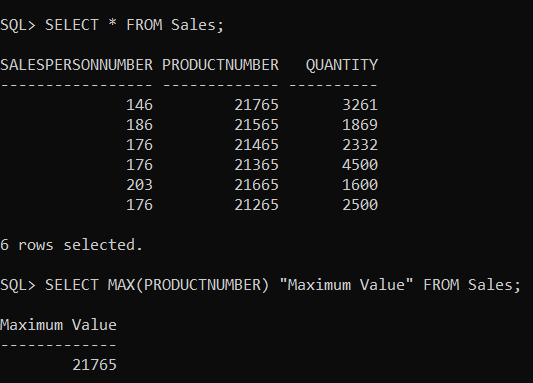 SQL> SELECT * FROM Sales;
SALESPERSONNUMBER PRODUCTNUMBER   QUANTITY
----------------- ------------- ----------
              146         21765       3261
              186         21565       1869
              176         21465       2332
              176         21365       4500
              203         21665       1600
              176         21265       2500
6 rows selected.
SQL> SELECT MAX(PRODUCTNUMBER) "Maximum Value" FROM Sales;
Maximum Value
-------------
        21765